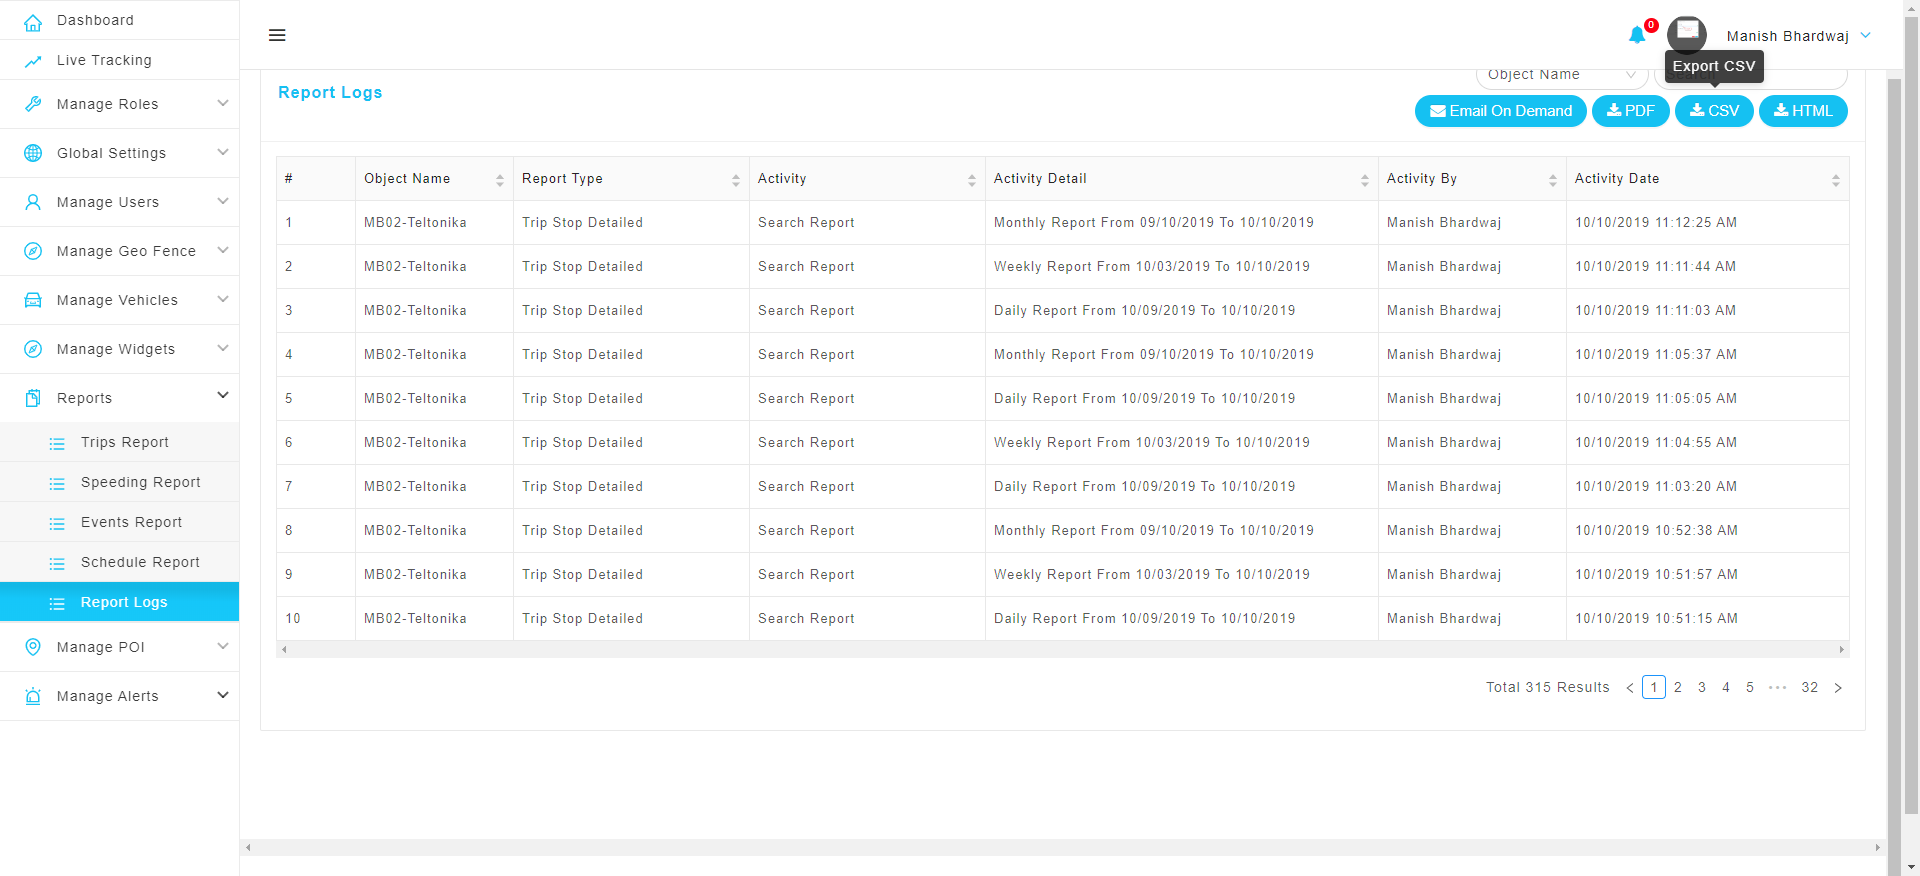 Dashboard
Live Tracking
Manage Roles
Global Settings
Manage Users
Manage Geo Fence
Manage Vehicles
Manage Widgets
Reports
Trips Report
Speeding Report
Events Report
Schedule Report
Report Logs
Manage POI
Manage Alerts
0
Manish Bhardwaj
Export CSV
Report Logs
Object Name
Search
Email On Demand PDF CSV HTML
# Object Name Report Type Activity Activity Detail Activity By Activity Date
1 MB02-Teltonika Trip Stop Detailed Search Report Monthly Report From 09/10/2019 To 10/10/2019 Manish Bhardwaj 10/10/2019 11:12:25 AM
2 MB02-Teltonika Trip Stop Detailed Search Report Weekly Report From 10/03/2019 To 10/10/2019 Manish Bhardwaj 10/10/2019 11:11:44 AM
3 MB02-Teltonika Trip Stop Detailed Search Report Daily Report From 10/09/2019 To 10/10/2019 Manish Bhardwaj 10/10/2019 11:11:03 AM
4 MB02-Teltonika Trip Stop Detailed Search Report Monthly Report From 09/10/2019 To 10/10/2019 Manish Bhardwaj 10/10/2019 11:05:37 AM
5 MB02-Teltonika Trip Stop Detailed Search Report Daily Report From 10/09/2019 To 10/10/2019 Manish Bhardwaj 10/10/2019 11:05:05 AM
6 MB02-Teltonika Trip Stop Detailed Search Report Weekly Report From 10/03/2019 To 10/10/2019 Manish Bhardwaj 10/10/2019 11:04:55 AM
7 MB02-Teltonika Trip Stop Detailed Search Report Daily Report From 10/09/2019 To 10/10/2019 Manish Bhardwaj 10/10/2019 11:03:20 AM
8 MB02-Teltonika Trip Stop Detailed Search Report Monthly Report From 09/10/2019 To 10/10/2019 Manish Bhardwaj 10/10/2019 10:52:38 AM
9 MB02-Teltonika Trip Stop Detailed Search Report Weekly Report From 10/03/2019 To 10/10/2019 Manish Bhardwaj 10/10/2019 10:51:57 AM
10 MB02-Teltonika Trip Stop Detailed Search Report Daily Report From 10/09/2019 To 10/10/2019 Manish Bhardwaj 10/10/2019 10:51:15 AM
Total 315 Results < 1 2 3 4 5 ••• 32 >